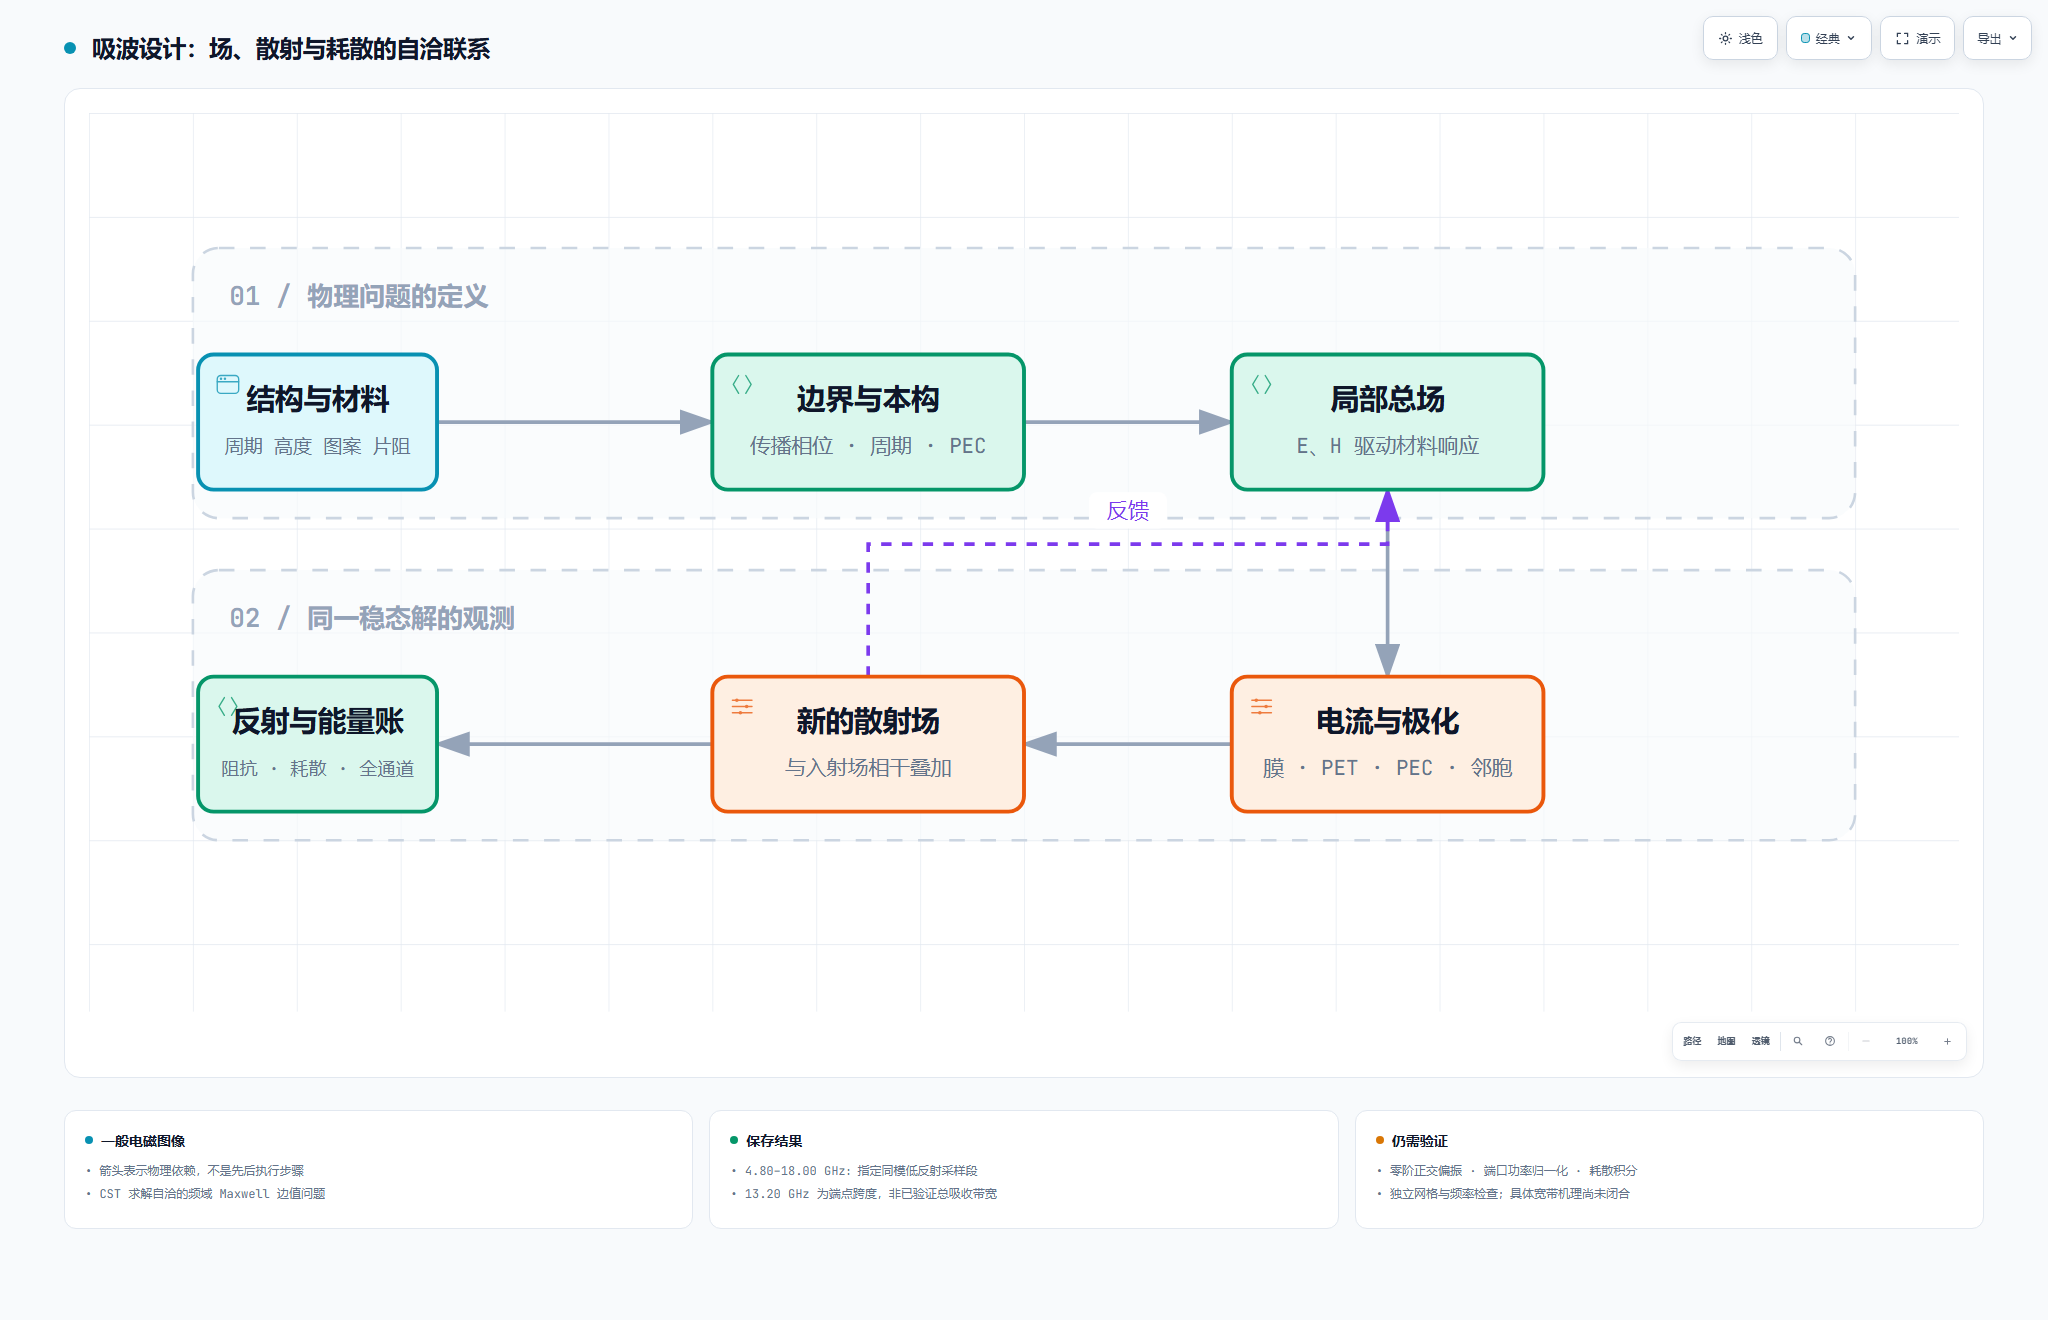 吸波设计：场、散射与耗散的自洽联系
浅色
经典
演示
导出
01 / 物理问题的定义
结构与材料
周期 高度 图案 片阻
边界与本构
传播相位 · 周期 · PEC
局部总场
E、H 驱动材料响应
反馈
02 / 同一稳态解的观测
反射与能量账
阻抗 · 耗散 · 全通道
新的散射场
与入射场相干叠加
电流与极化
膜 · PET · PEC · 邻胞
路径 地图 透镜 100%
一般电磁图像
• 箭头表示物理依赖，不是先后执行步骤
• CST 求解自洽的频域 Maxwell 边值问题
保存结果
• 4.80–18.00 GHz: 指定同模低反射采样段
• 13.20 GHz 为端点跨度，非已验证总吸收带宽
仍需验证
• 零阶正交偏振 · 端口功率归一化 · 耗散积分
• 独立网格与频率检查；具体宽带机理尚未闭合